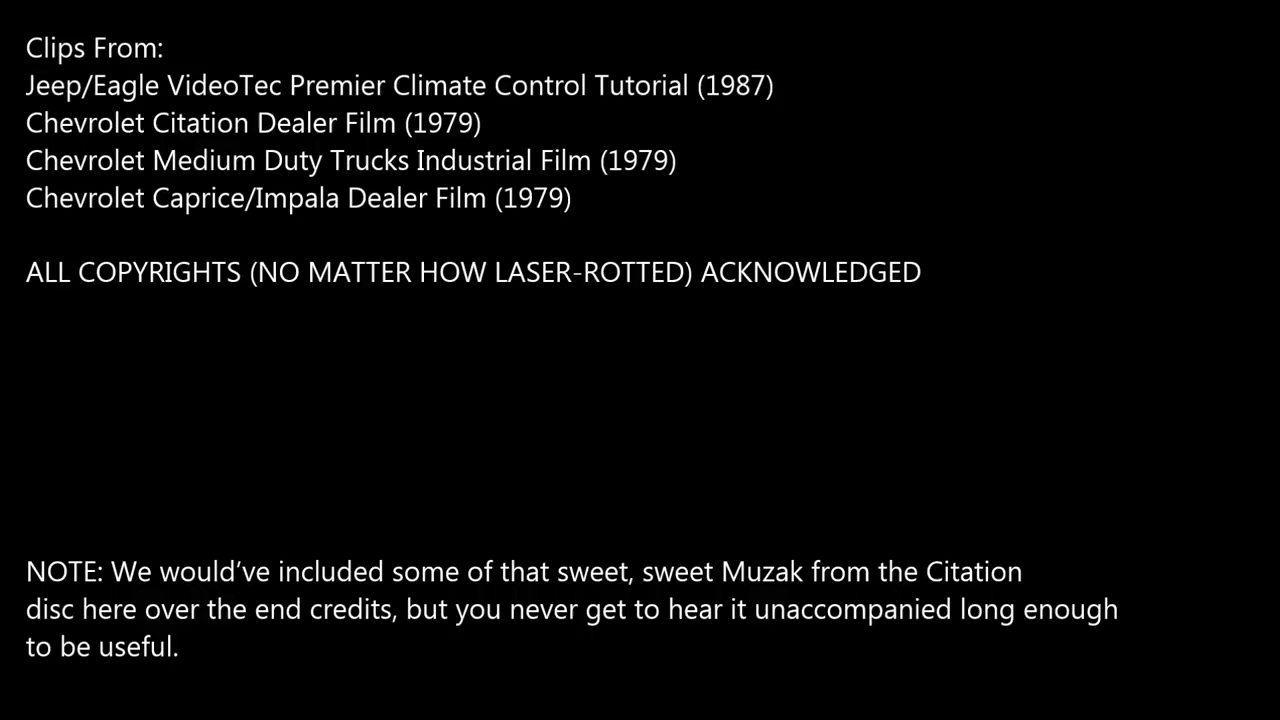 Clips From:
Jeep/Eagle VideoTec Premier Climate Control Tutorial (1987)
Chevrolet Citation Dealer Film (1979)
Chevrolet Medium Duty Trucks Industrial Film (1979)
Chevrolet Caprice/Impala Dealer Film (1979)
ALL COPYRIGHTS (NO MATTER HOW LASER-ROTTED) ACKNOWLEDGED
NOTE: We would’ve included some of that sweet, sweet Muzak from the Citation
disc here over the end credits, but you never get to hear it unaccompanied long enough
to be useful.